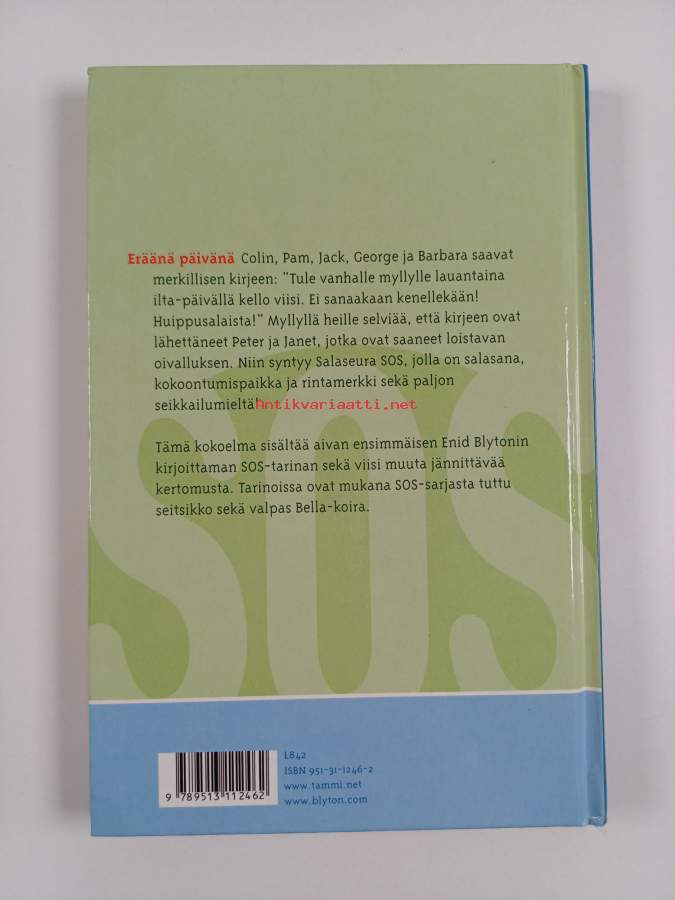 Eräänä päivänä Colin, Pam, Jack, George ja Barbara saavat
merkillisen kirjeen: "Tule vanhalle myllylle lauantaina
ilta-päivällä kello viisi. Ei sanaakaan kenellekään!
Huippusalaista!" Myllyllä heille selviää, että kirjeen ovat
lähettäneet Peter ja Janet, jotka ovat saaneet loistavan
oivalluksen. Niin syntyy Salaseura SOS, jolla on salasana,
kokoontumispaikka ja rintamerkki sekä paljon
seikkailumieltä
Antikvariaatti.net
Tämä kokoelma sisältää aivan ensimmäisen Enid Blytonin
kirjoittaman SOS-tarinan sekä viisi muuta jännittävää
kertomusta. Tarinoissa ovat mukana SOS-sarjasta tuttu
seitsikko sekä valpas Bella-koira.
SOS
L842
ISBN 951-31-1246-2
www.tammi.net
www.blyton.com
9 789513 112462